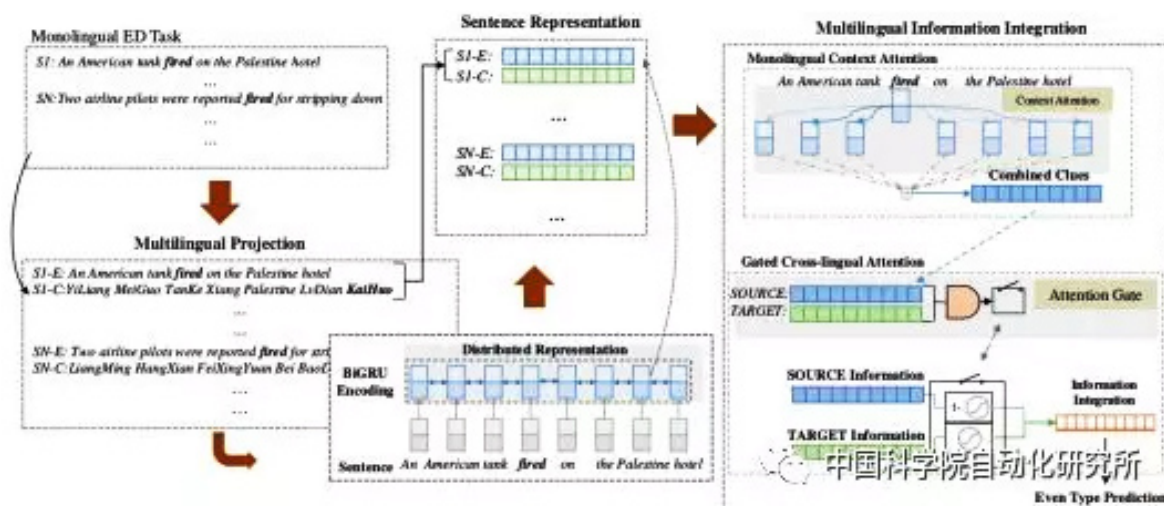 Monolingual ED Task
S1: An American tank fired on the Palestine hotel
...
SN:Two airline pilots were reported fired for stripping down
...
...
Multilingual Projection
S1-E: An American tank fired on the Palestine hotel
S1-C:YiLiang MeiGuo TanKe Xiang Palestine LvDian KaiHuo
...
...
SN-E: Two airline pilots were reported fired for
SN-C: LiangMing HangXian FeiXingYuan Bei
...
...
Sentence Representation
S1-E:
S1-C:
...
SN-E:
SN-C:
...
Distributed Representation
BiGRU
Encoding
Sentence An American tank fired on the Palestine hotel
Multilingual Information Integration
Monolingual Context Attention
An American tank fired on the Palestine hotel
Context Attention
Combined Clues
Gated Cross-lingual Attention
SOURCE:
TARGET:
Attention Gate
SOURCE Information
1-
Information
Integration
TARGET Information
中国科学院自动化研究所
Even Type Prediction